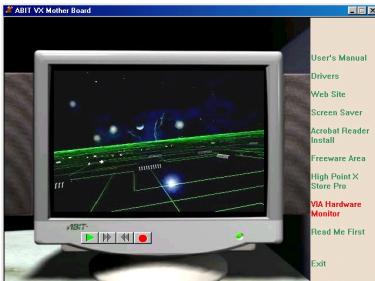 ABIT VX Mother Board
User's Manual
Drivers
Web Site
Screen Saver
Acrobat Reader
Install
Freeware Area
High Point X
Store Pro
VIA Hardware
Monitor
Read Me First
Exit
ABIT